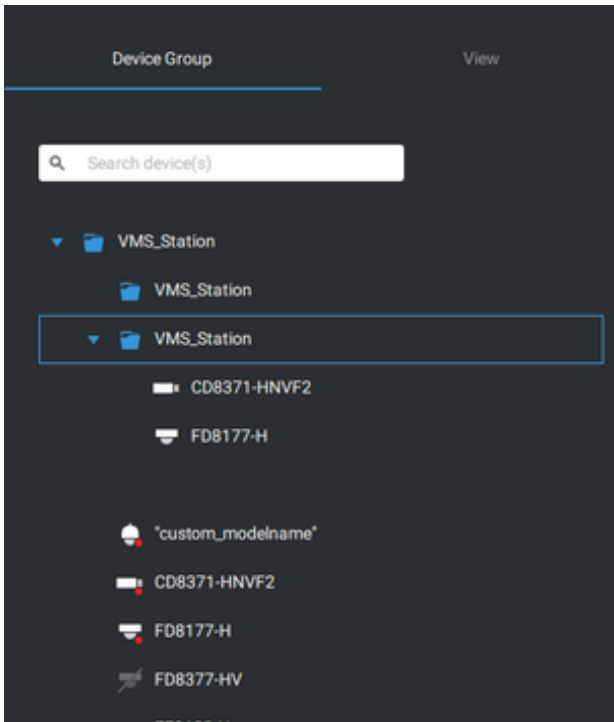 Device Group View
Search device(s)
VMS_Station
VMS_Station
VMS_Station
CD8371-HNVF2
FD8177-H
"custom_modelname"
CD8371-HNVF2
FD8177-H
FD8377-HV